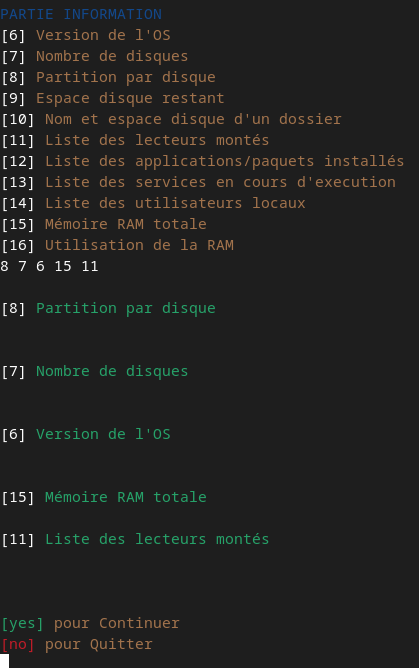 PARTIE INFORMATION
[6] Version de l'OS
[7] Nombre de disques
[8] Partition par disque
[9] Espace disque restant
[10] Nom et espace disque d'un dossier
[11] Liste des lecteurs montés
[12] Liste des applications/paquets installés
[13] Liste des services en cours d'execution
[14] Liste des utilisateurs locaux
[15] Mémoire RAM totale
[16] Utilisation de la RAM
8 7 6 15 11
[8] Partition par disque
[7] Nombre de disques
[6] Version de l'OS
[15] Mémoire RAM totale
[11] Liste des lecteurs montés
[yes] pour Continuer
[no] pour Quitter